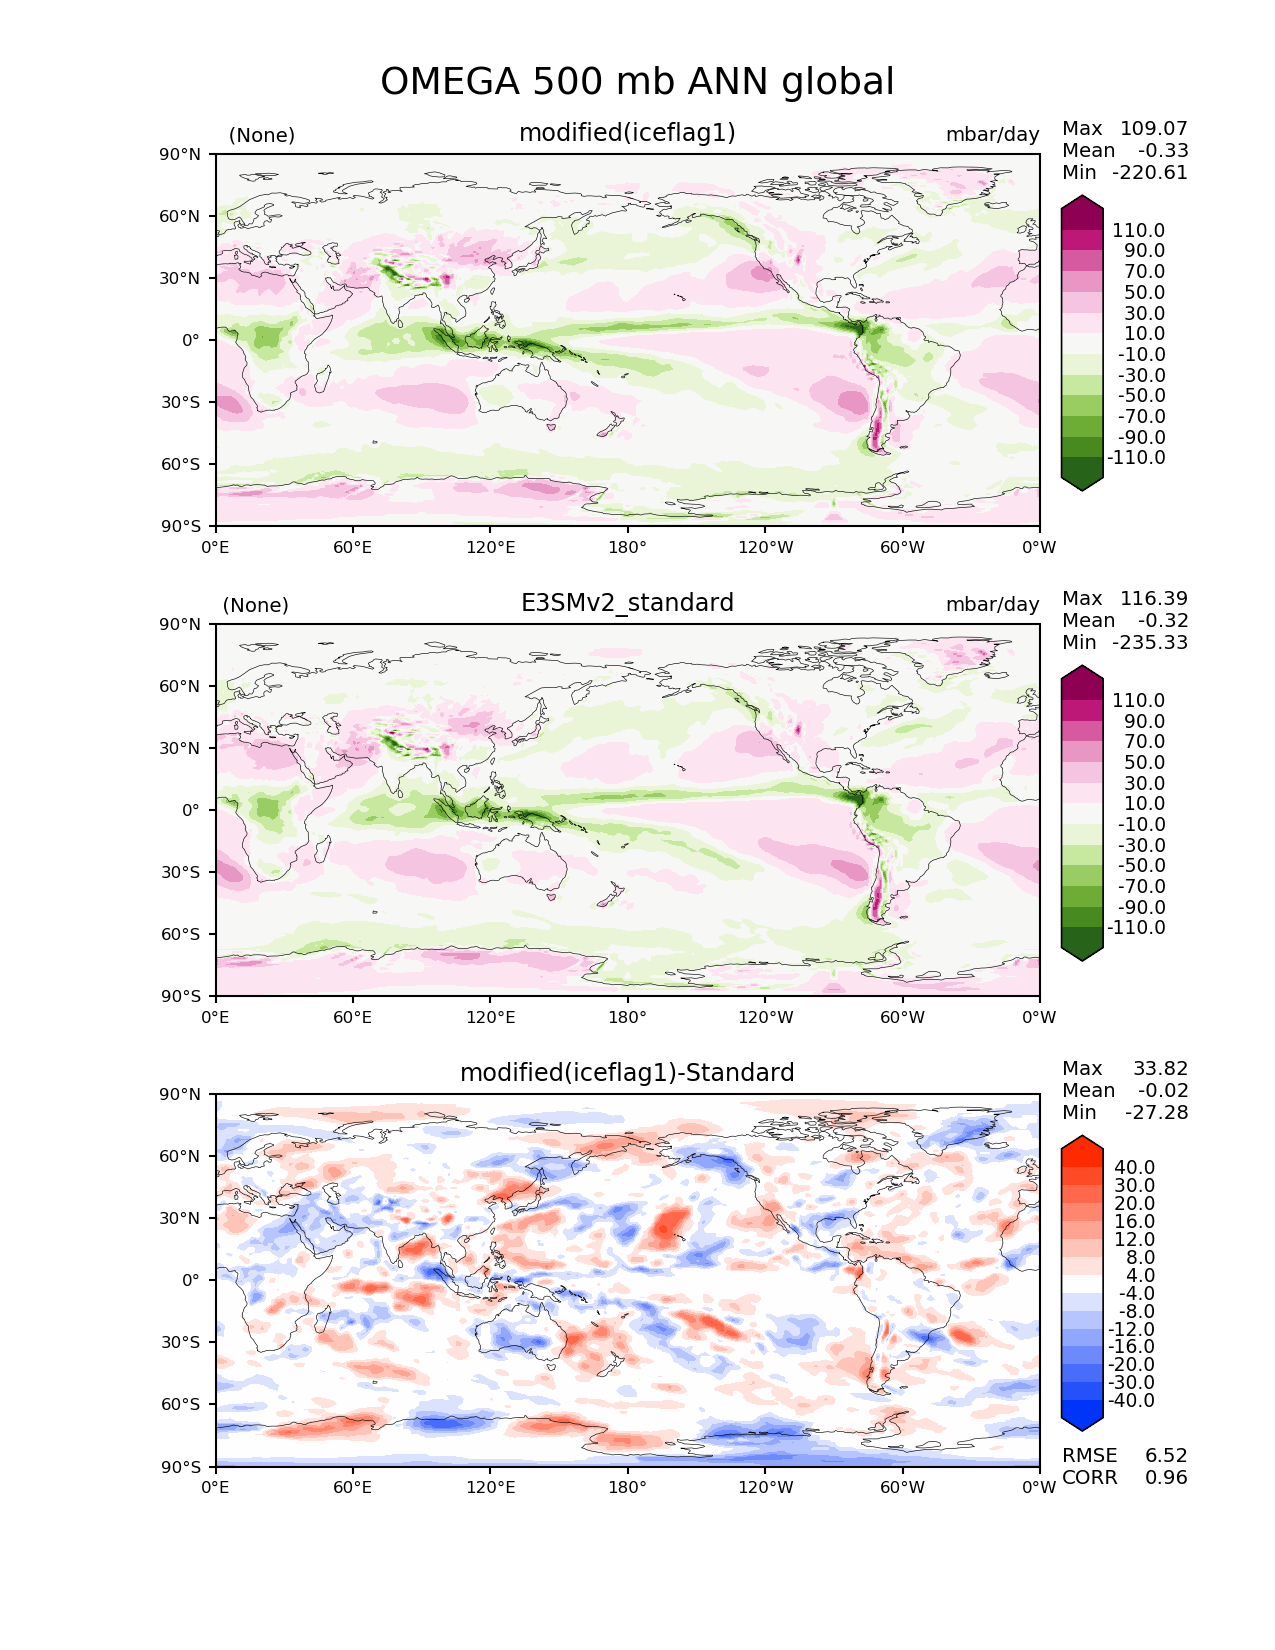 OMEGA 500 mb ANN global
(None) modified(iceflag1) mbar/day
Max 109.07
Mean -0.33
Min -220.61
90°N
60°N
30°N
0°
30°S
60°S
90°S
0°E 60°E 120°E 180° 120°W 60°W 0°W
110.0
90.0
70.0
50.0
30.0
10.0
-10.0
-30.0
-50.0
-70.0
-90.0
-110.0
(None) E3SMv2_standard mbar/day
Max 116.39
Mean -0.32
Min -235.33
90°N
60°N
30°N
0°
30°S
60°S
90°S
0°E 60°E 120°E 180° 120°W 60°W 0°W
110.0
90.0
70.0
50.0
30.0
10.0
-10.0
-30.0
-50.0
-70.0
-90.0
-110.0
modified(iceflag1)-Standard
Max 33.82
Mean -0.02
Min -27.28
90°N
60°N
30°N
0°
30°S
60°S
90°S
0°E 60°E 120°E 180° 120°W 60°W 0°W
40.0
30.0
20.0
16.0
12.0
8.0
4.0
-4.0
-8.0
-12.0
-16.0
-20.0
-30.0
-40.0
RMSE 6.52
CORR 0.96